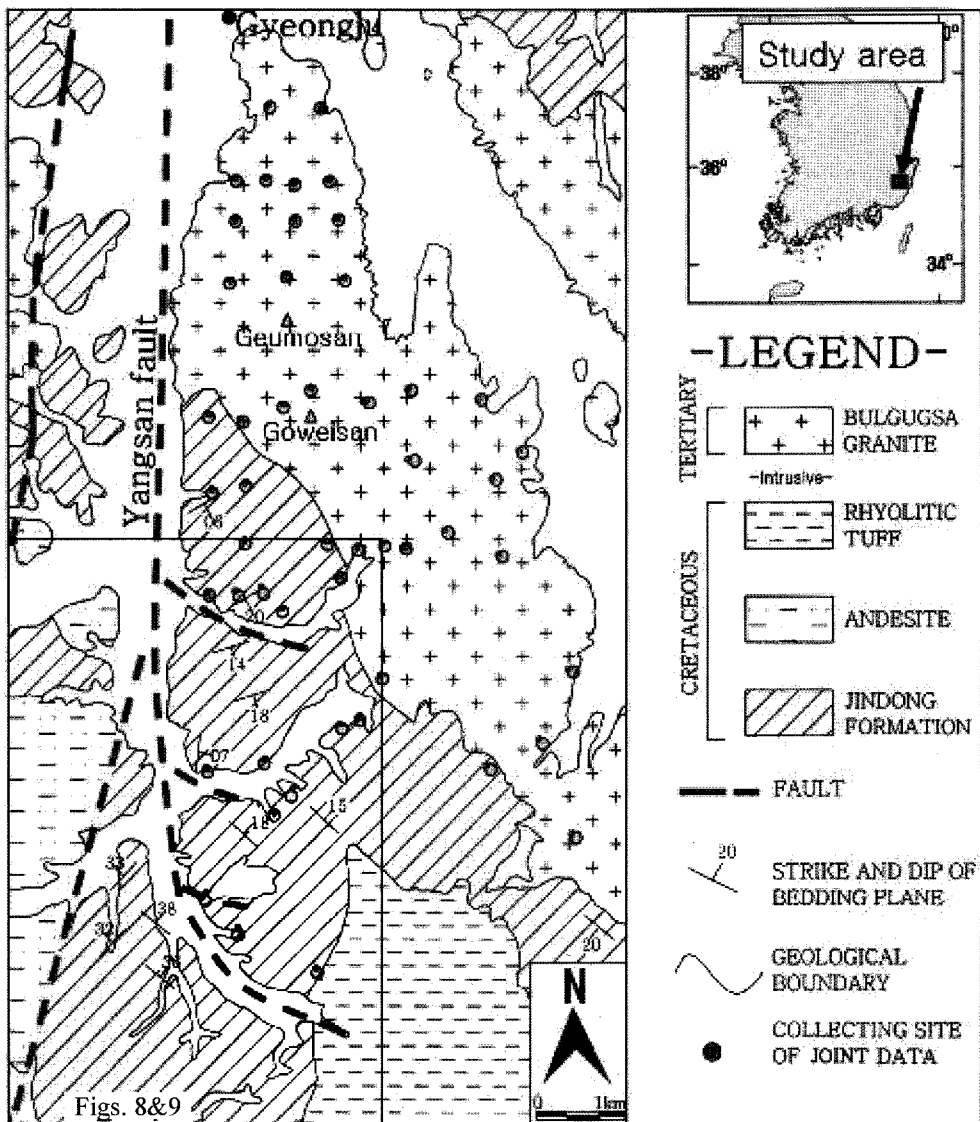 Gyeongju
Yangsan fault
Geumosan
Goweisan
08
20
14
18
07
18
15
33
38
32
20
Figs. 8&9
N
0 1km
Study area
38°
36°
34°
-LEGEND-
TERTIARY
BULGUGSA
GRANITE
-Intrusive-
CRETACEOUS
RHYOLITIC
TUFF
ANDESITE
JINDONG
FORMATION
FAULT
20
STRIKE AND DIP OF
BEDDING PLANE
GEOLOGICAL
BOUNDARY
COLLECTING SITE
OF JOINT DATA